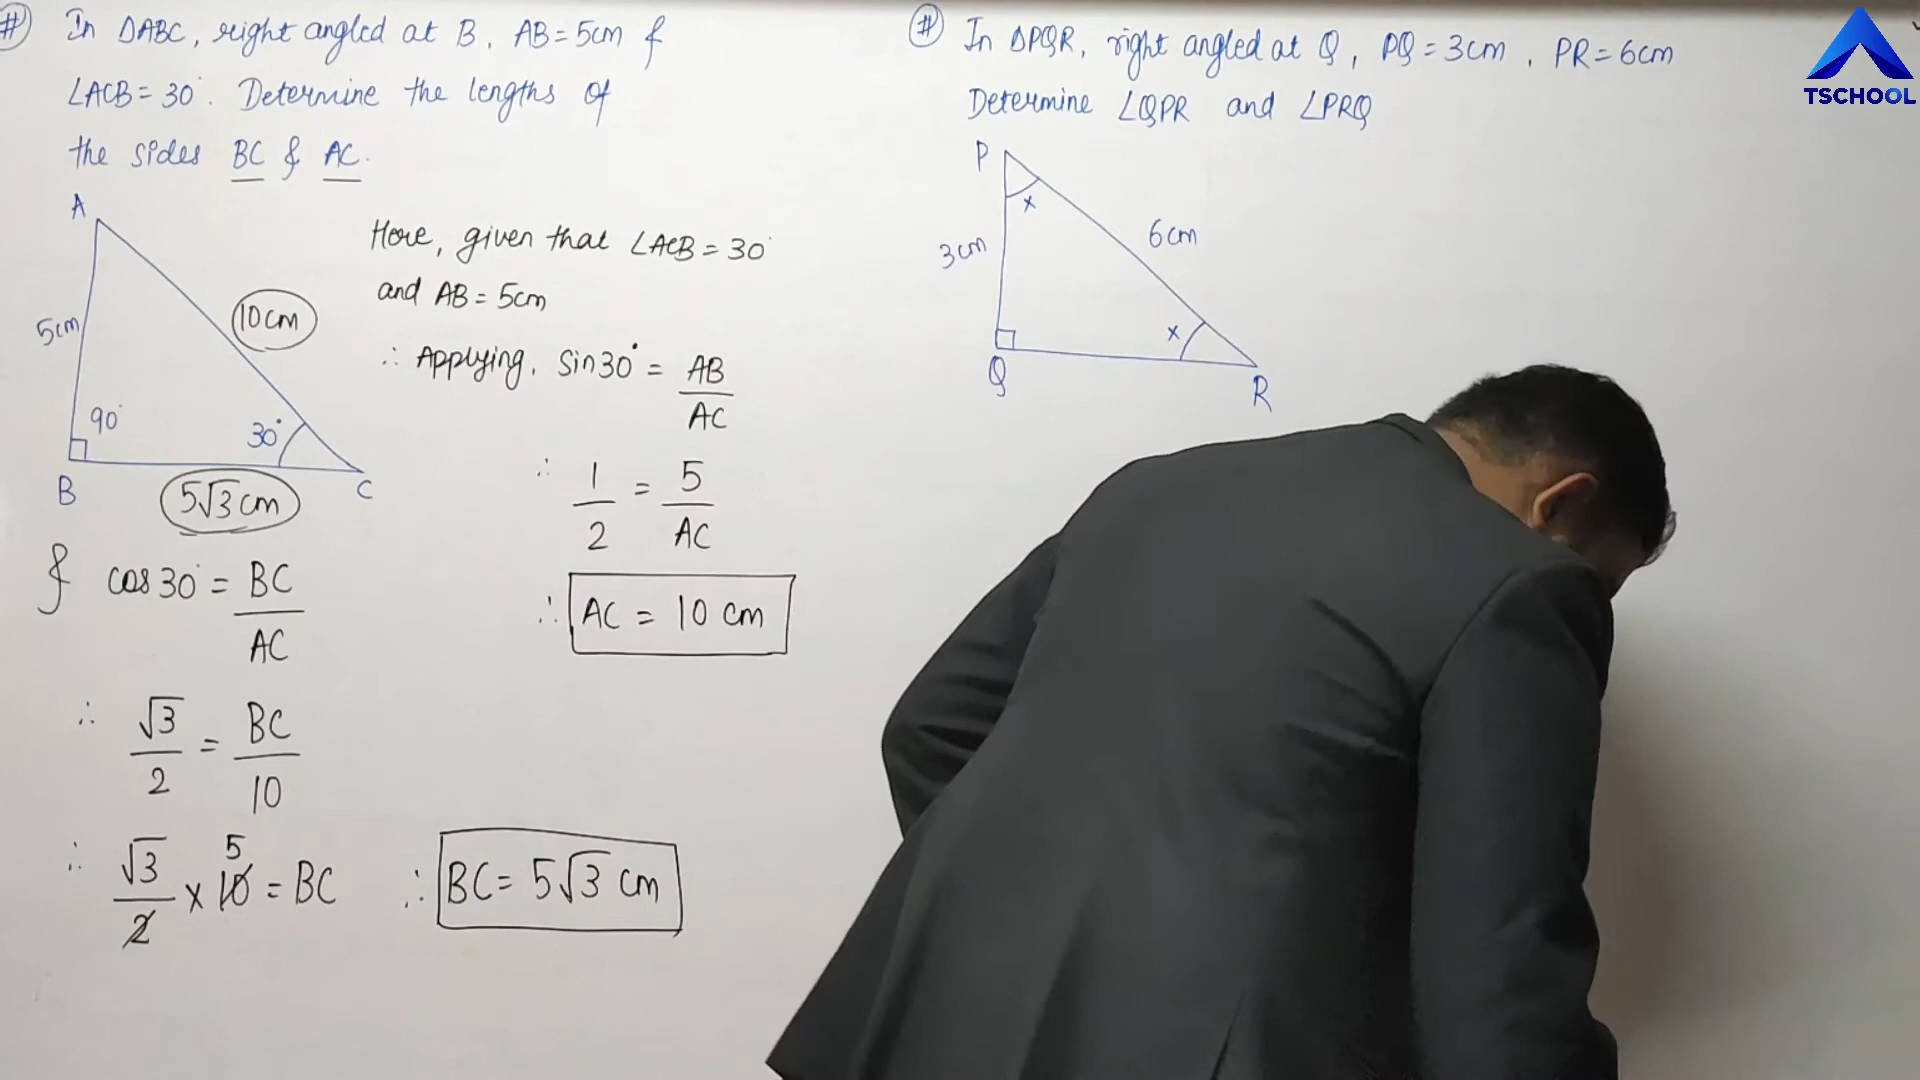 # In ΔABC, right angled at B, AB = 5cm &
∠ACB = 30°. Determine the lengths of
the sides BC & AC.
A
5cm
10cm
90°
30°
B
5√3 cm
C
Here, given that ∠ACB = 30°
and AB = 5cm
∴ Applying, sin30° = AB/AC
∴ 1/2 = 5/AC
∴ AC = 10 cm
& cos30° = BC/AC
∴ √3/2 = BC/10
∴ √3/2 × 10 = BC
5
∴ BC = 5√3 cm
# In ΔPQR, right angled at Q, PQ = 3cm, PR = 6cm
Determine ∠QPR and ∠PRQ
P
x
3cm
6cm
x
Q
R
TSCHOOL